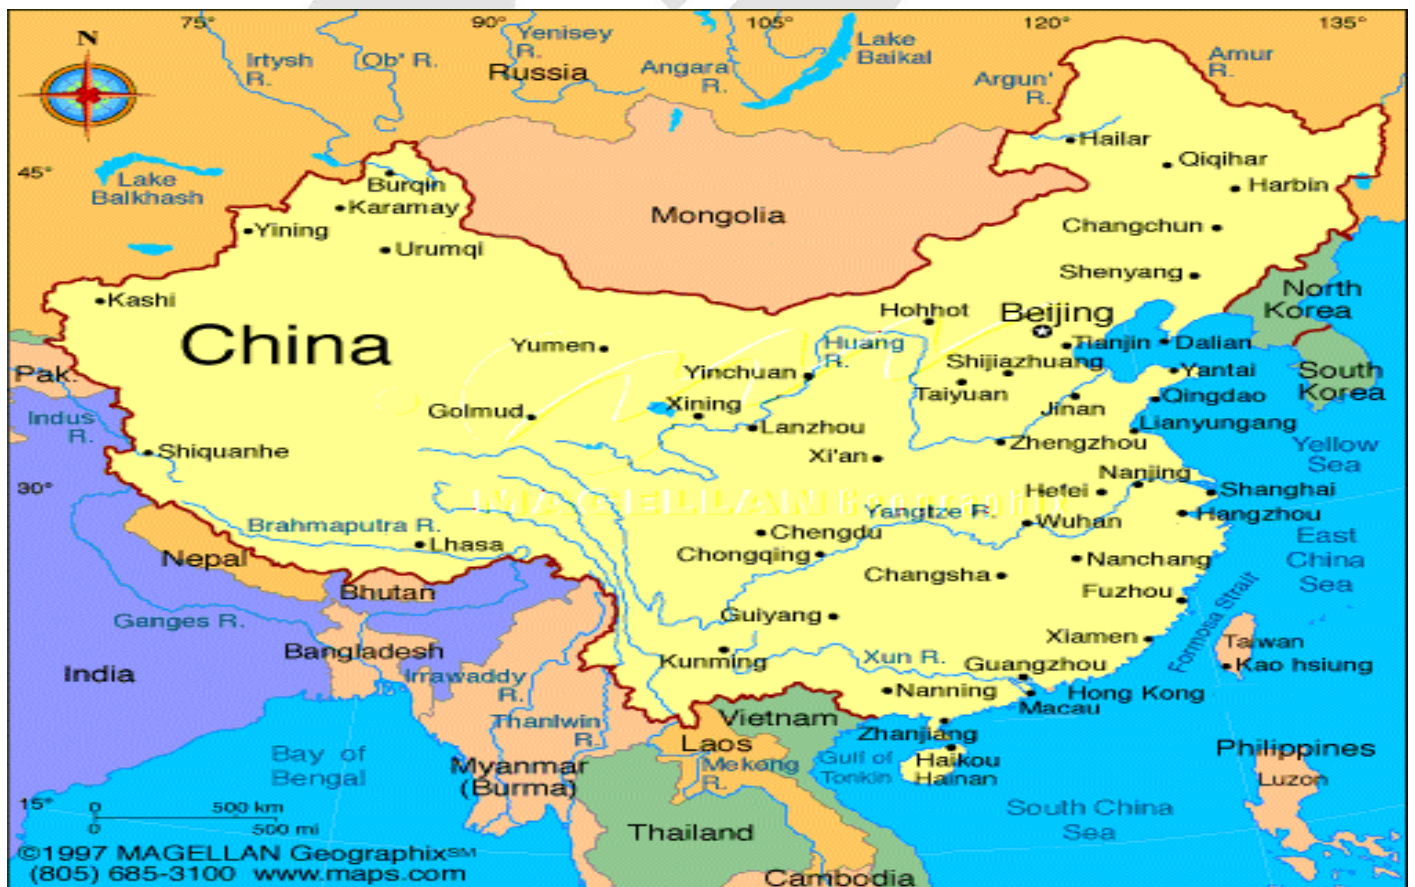 75°
90°
105°
120°
135°
N
Irtysh
R.
Ob' R.
Yenisey
R.
Russia
Angara
R.
Lake
Baikal
Argun'
R.
Amur
R.
45°
Lake
Balkhash
Hailar
Qiqihar
Harbin
Burqin
Karamay
Yining
Urumqi
Mongolia
Changchun
Shenyang
Kashi
China
Yumen
Hohhot
Beijing
North
Korea
Huang
R.
Tianjin
Dalian
Shijiazhuang
Pak.
Yinchuan
Taiyuan
Yantai
South
Korea
Indus
R.
Golmud
Xining
Lanzhou
Jinan
Qingdao
Lianyungang
Shiquanhe
Xi'an
Zhengzhou
Yellow
Sea
30°
Nanjing
Hefei
Shanghai
MAGELLAN Geographix
Brahmaputra R.
Lhasa
Yangtze R.
Wuhan
Hangzhou
East
China
Sea
Nepal
Chengdu
Chongqing
Nanchang
Bhutan
Changsha
Fuzhou
Ganges R.
Guiyang
Formosa Strait
Bangladesh
Xiamen
Taiwan
India
Irrawaddy
R.
Kunming
Xun R.
Guangzhou
Kao hsiung
Nanning
Hong Kong
Macau
Thanlwin
R.
Vietnam
Zhanjiang
Laos
Bay of
Bengal
Myanmar
(Burma)
Mekong
R.
Gulf of
Tonkin
Haikou
Hainan
Philippines
Luzon
15°
0 500 km
0 500 mi
Thailand
South China
Sea
©1997 MAGELLAN Geographix℠
(805) 685-3100 www.maps.com
Cambodia